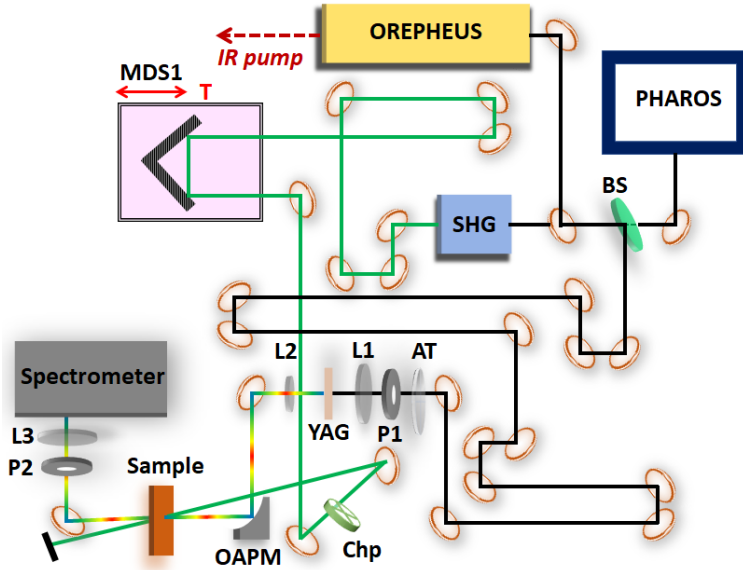 OREPHEUS
IR pump
MDS1
T
PHAROS
BS
SHG
L2
L1
AT
Spectrometer
YAG
P1
L3
P2
Sample
OAPM
Chp